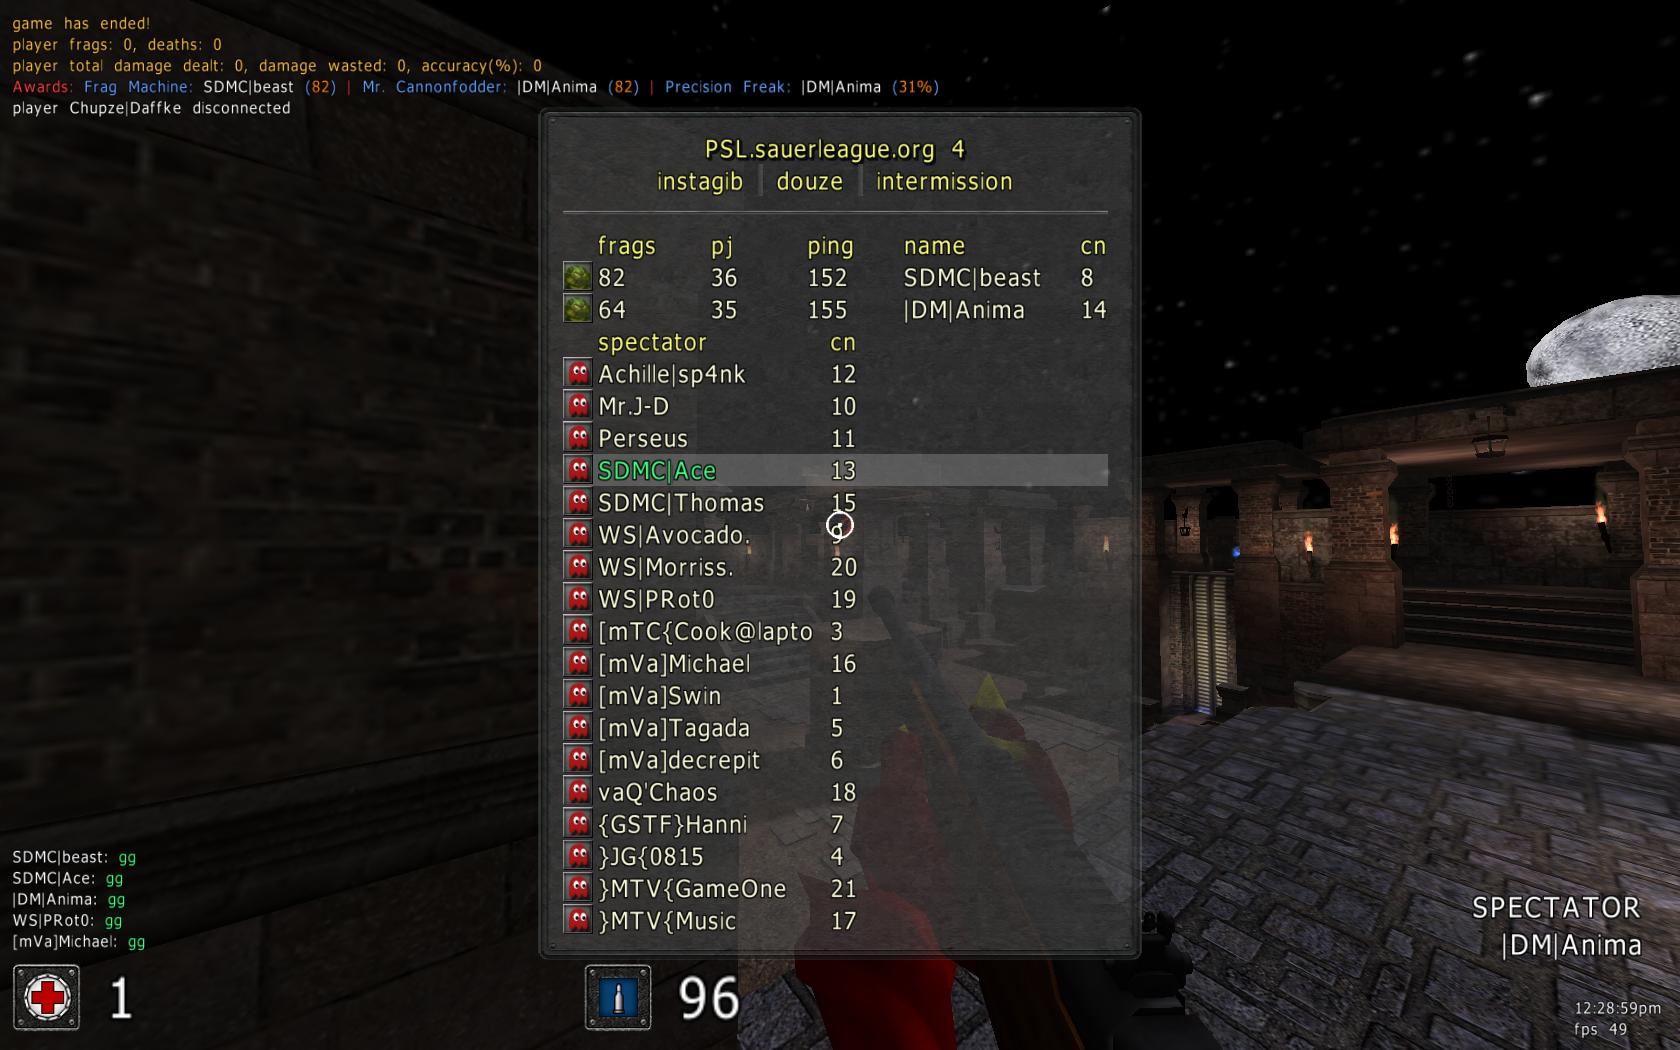 game has ended!
player frags: 0, deaths: 0
player total damage dealt: 0, damage wasted: 0, accuracy(%): 0
Awards: Frag Machine: SDMC|beast (82) | Mr. Cannonfodder: |DM|Anima (82) | Precision Freak: |DM|Anima (31%)
player Chupze|Daffke disconnected
PSL.sauerleague.org 4
instagib | douze | intermission
frags pj ping name cn
82 36 152 SDMC|beast 8
64 35 155 |DM|Anima 14
spectator cn
Achille|sp4nk 12
Mr.J-D 10
Perseus 11
SDMC|Ace 13
SDMC|Thomas 15
WS|Avocado. 9
WS|Morriss. 20
WS|PRot0 19
[mTC{Cook@lapto 3
[mVa]Michael 16
[mVa]Swin 1
[mVa]Tagada 5
[mVa]decrepit 6
vaQ'Chaos 18
{GSTF}Hanni 7
}JG{0815 4
}MTV{GameOne 21
}MTV{Music 17
SDMC|beast: gg
SDMC|Ace: gg
|DM|Anima: gg
WS|PRot0: gg
[mVa]Michael: gg
1
96
SPECTATOR
|DM|Anima
12:28:59pm
fps 49